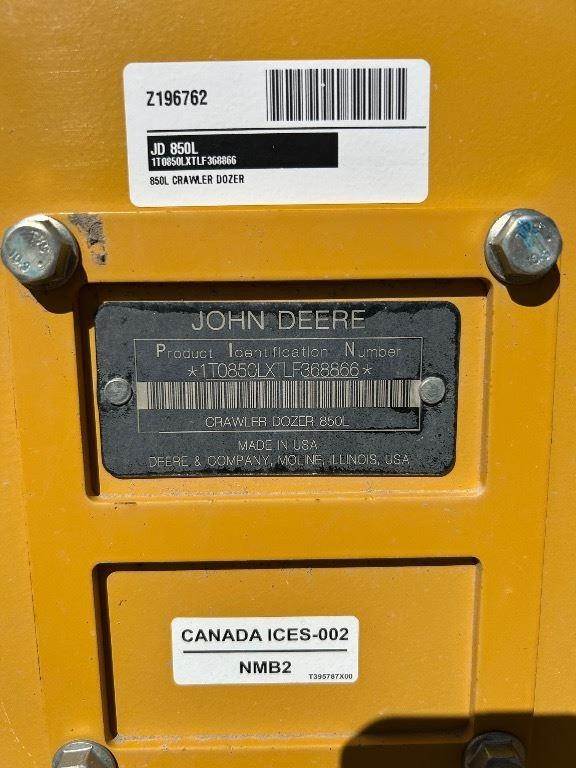 Z196762
JD 850L
1T0850LXTLF368866
850L CRAWLER DOZER
JOHN DEERE
Product Identification Number
*1T0850LXTLF368866*
CRAWLER DOZER 850L
MADE IN USA
DEERE & COMPANY, MOLINE, ILLINOIS, USA
CANADA ICES-002
NMB2
T395787X00